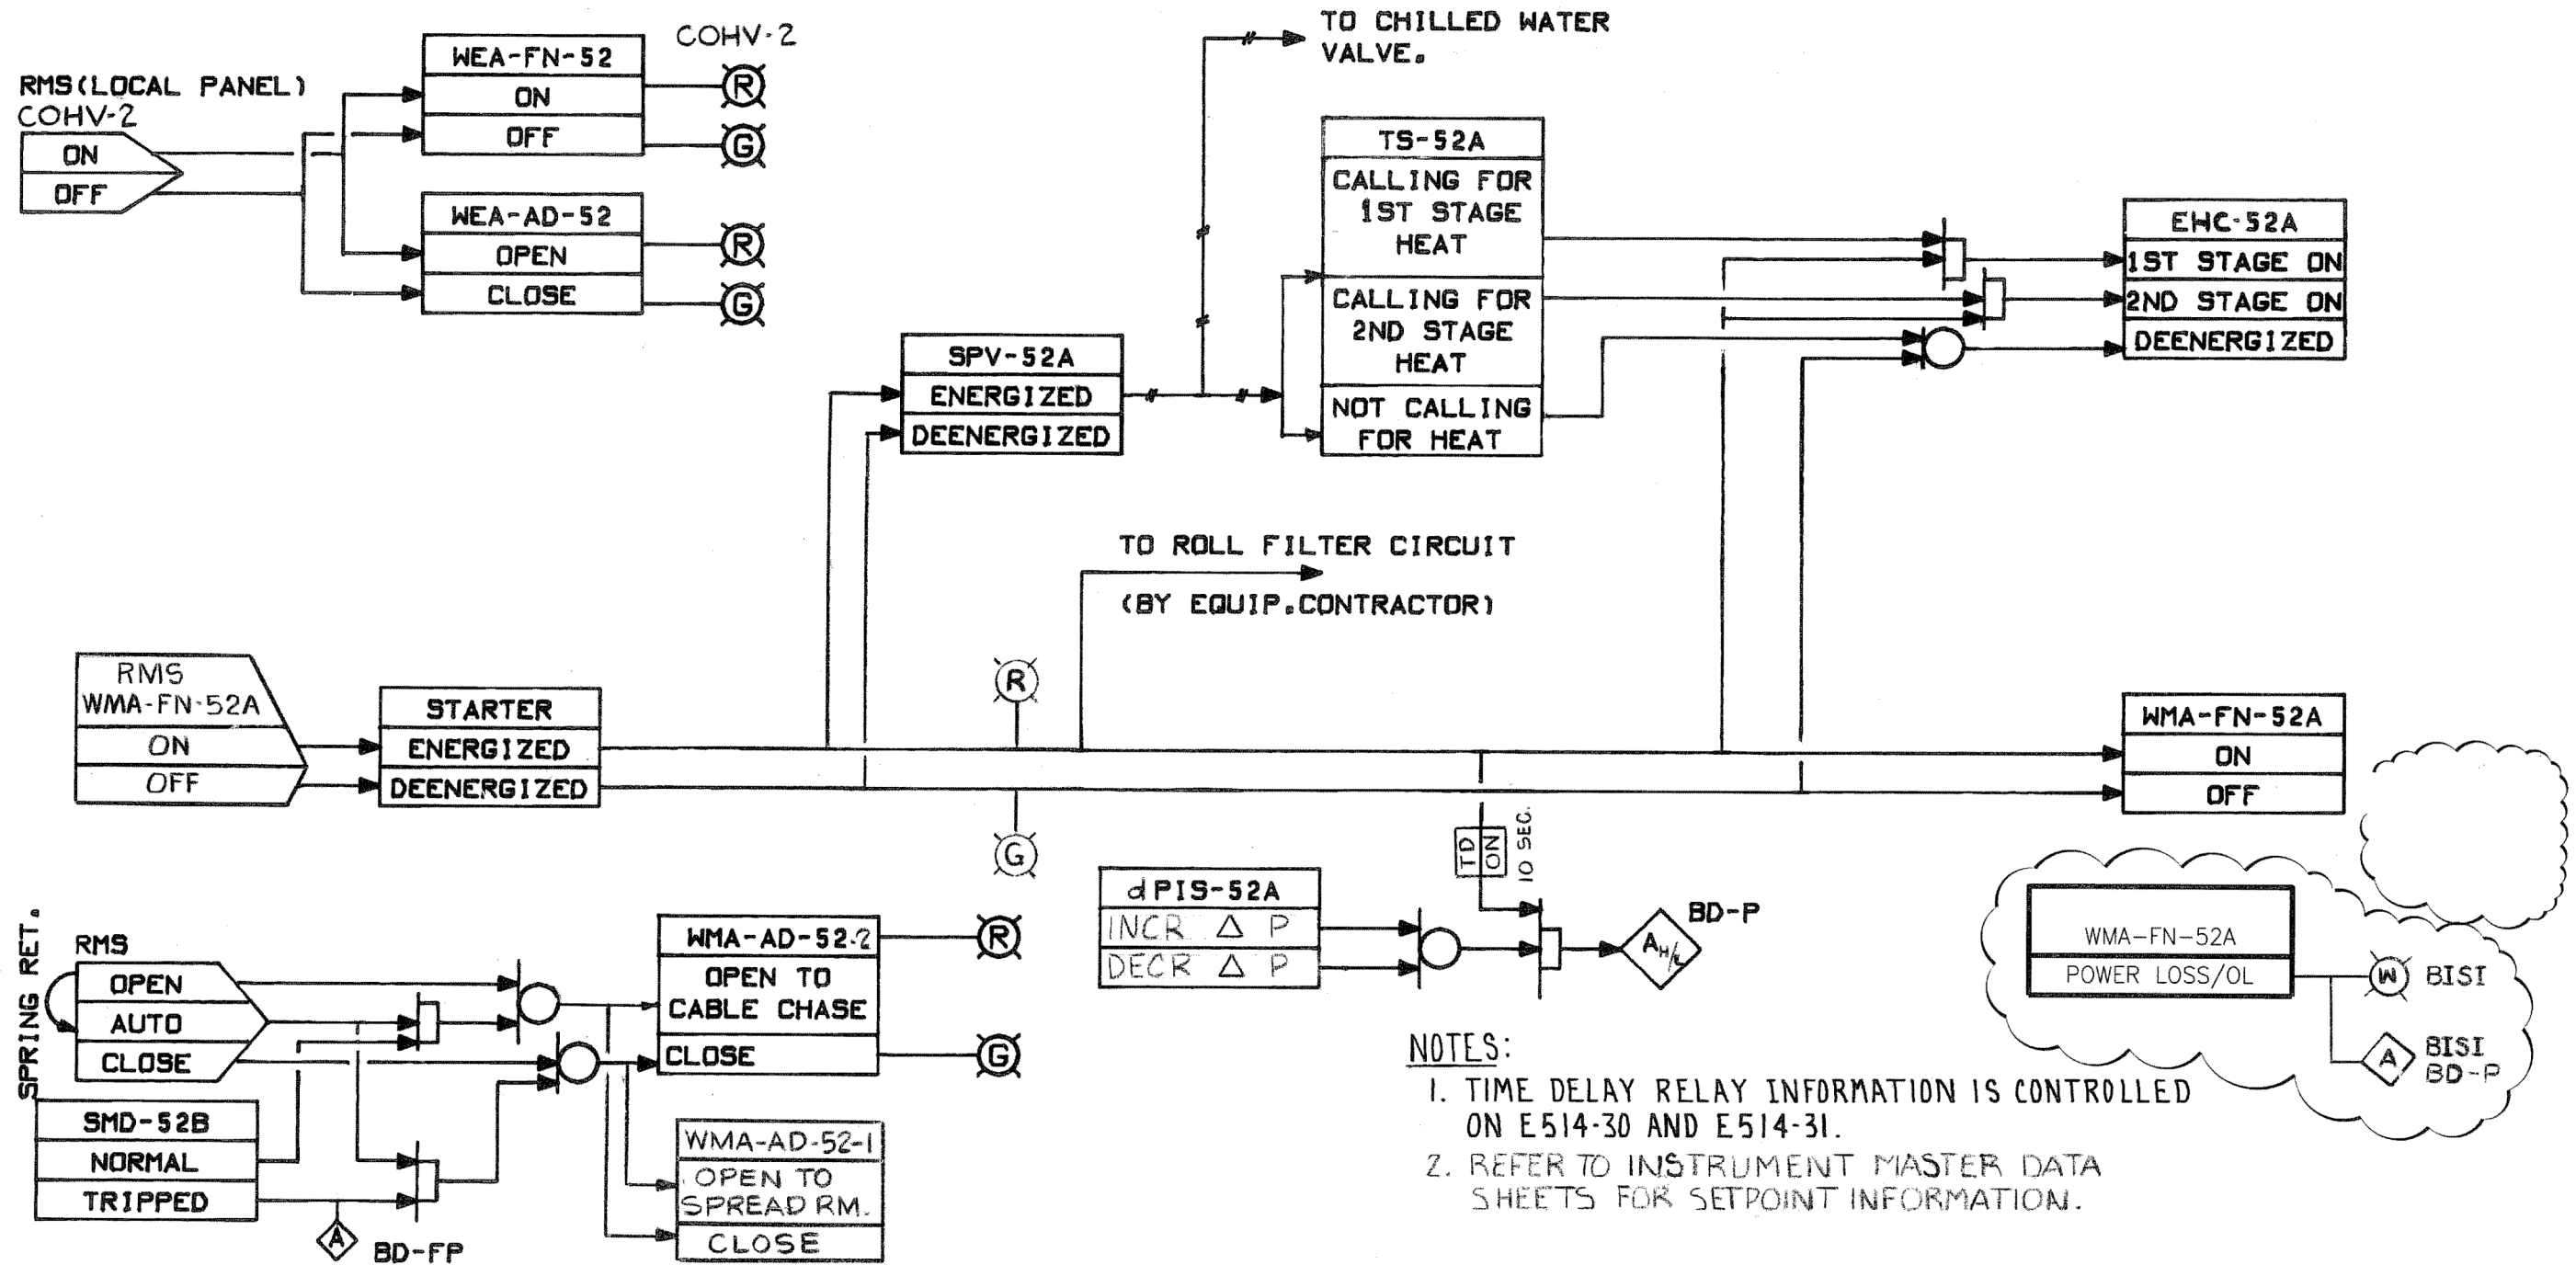 COHV-2
RMS(LOCAL PANEL)
COHV-2
ON
OFF
WEA-FN-52
ON
OFF
R
G
WEA-AD-52
OPEN
CLOSE
R
G
TO CHILLED WATER
VALVE.
SPV-52A
ENERGIZED
DEENERGIZED
TS-52A
CALLING FOR
1ST STAGE
HEAT
CALLING FOR
2ND STAGE
HEAT
NOT CALLING
FOR HEAT
EHC-52A
1ST STAGE ON
2ND STAGE ON
DEENERGIZED
TO ROLL FILTER CIRCUIT
(BY EQUIP.CONTRACTOR)
RMS
WMA-FN-52A
ON
OFF
STARTER
ENERGIZED
DEENERGIZED
R
G
WMA-FN-52A
ON
OFF
TD
ON
10 SEC.
dPIS-52A
INCR △ P
DECR △ P
AH/L
BD-P
SPRING RET.
RMS
OPEN
AUTO
CLOSE
SMD-52B
NORMAL
TRIPPED
A
BD-FP
WMA-AD-52-2
OPEN TO
CABLE CHASE
CLOSE
R
G
WMA-AD-52-1
OPEN TO
SPREAD RM.
CLOSE
WMA-FN-52A
POWER LOSS/OL
W
BISI
A
BISI
BD-P
NOTES:
1. TIME DELAY RELAY INFORMATION IS CONTROLLED
ON E514-30 AND E514-31.
2. REFER TO INSTRUMENT MASTER DATA
SHEETS FOR SETPOINT INFORMATION.